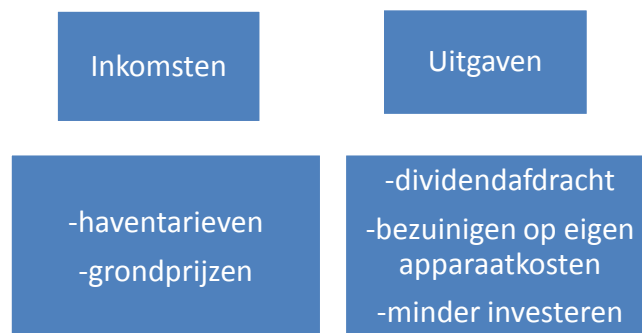 Inkomsten
Uitgaven
-haventarieven
-grondprijzen
-dividendafdracht
-bezuinigen op eigen
apparaatkosten
-minder investeren